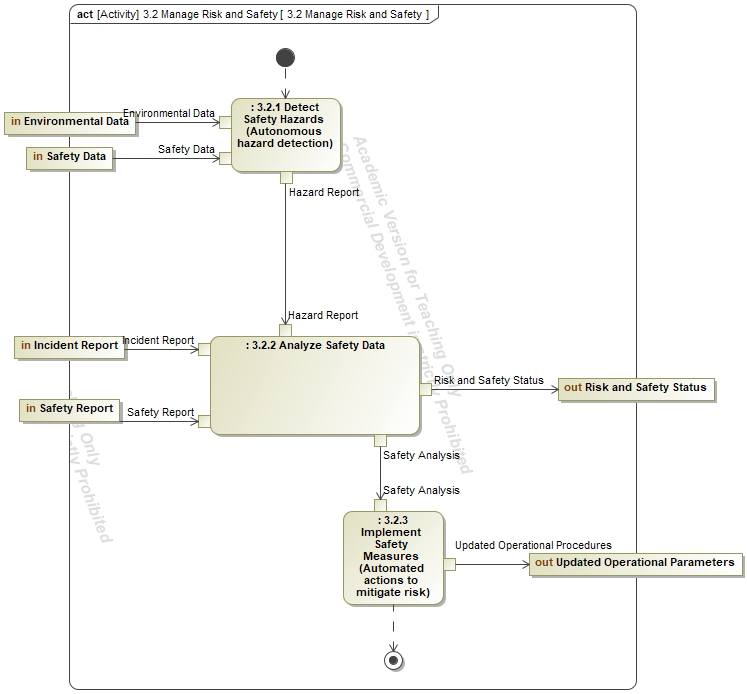 act [Activity] 3.2 Manage Risk and Safety [ 3.2 Manage Risk and Safety ]
: 3.2.1 Detect
Safety Hazards
(Autonomous
hazard detection)
in Environmental Data
Environmental Data
in Safety Data
Safety Data
Hazard Report
Academic Version for Teaching Only
Commercial Development is strictly Prohibited
Hazard Report
in Incident Report
Incident Report
: 3.2.2 Analyze Safety Data
Risk and Safety Status
out Risk and Safety Status
in Safety Report
Safety Report
Only
Prohibited
Safety Analysis
Safety Analysis
: 3.2.3
Implement
Safety
Measures
(Automated
actions to
mitigate risk)
Updated Operational Procedures
out Updated Operational Parameters